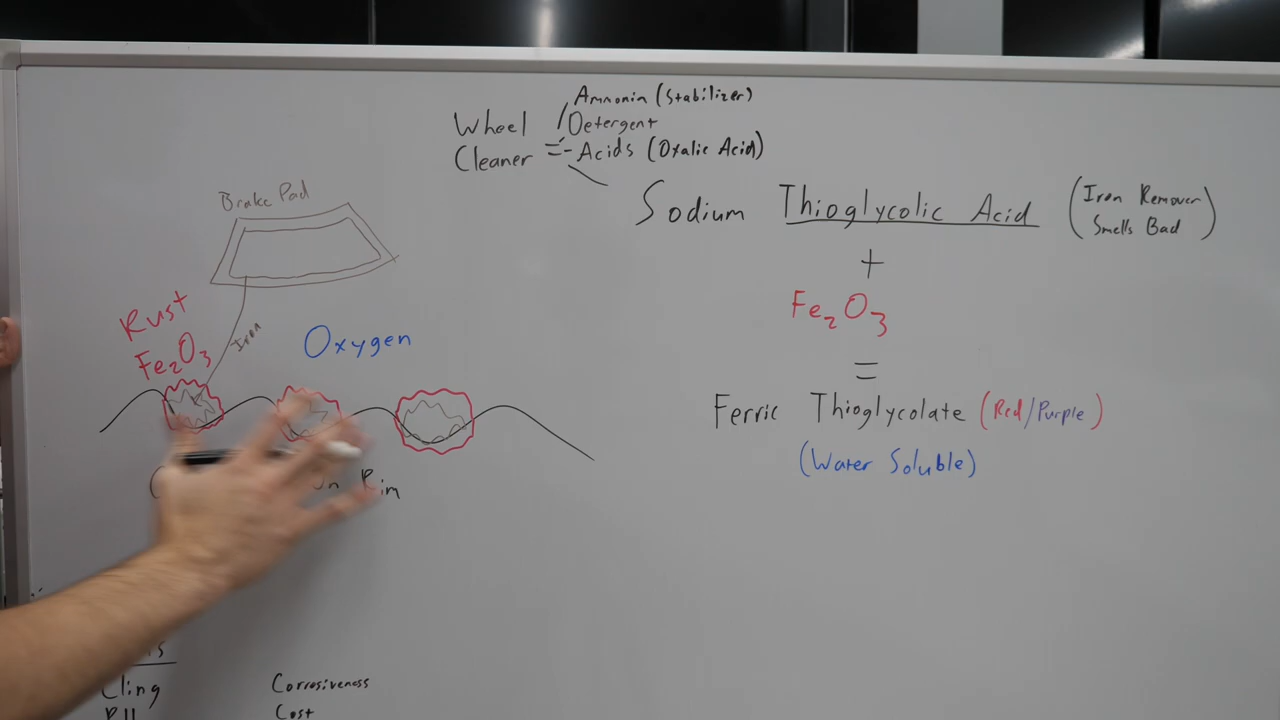 Wheel
Cleaner =
Ammonia (Stabilizer)
Detergent
- Acids (Oxalic Acid)
Sodium Thioglycolic Acid
(Iron Remover
Smells Bad)
+
Fe2O3
=
Ferric Thioglycolate (Red/Purple)
(Water Soluble)
Brake Pad
Rust
Fe2O3
Iron
Oxygen
Rim
Cling
Corrosiveness
Cost